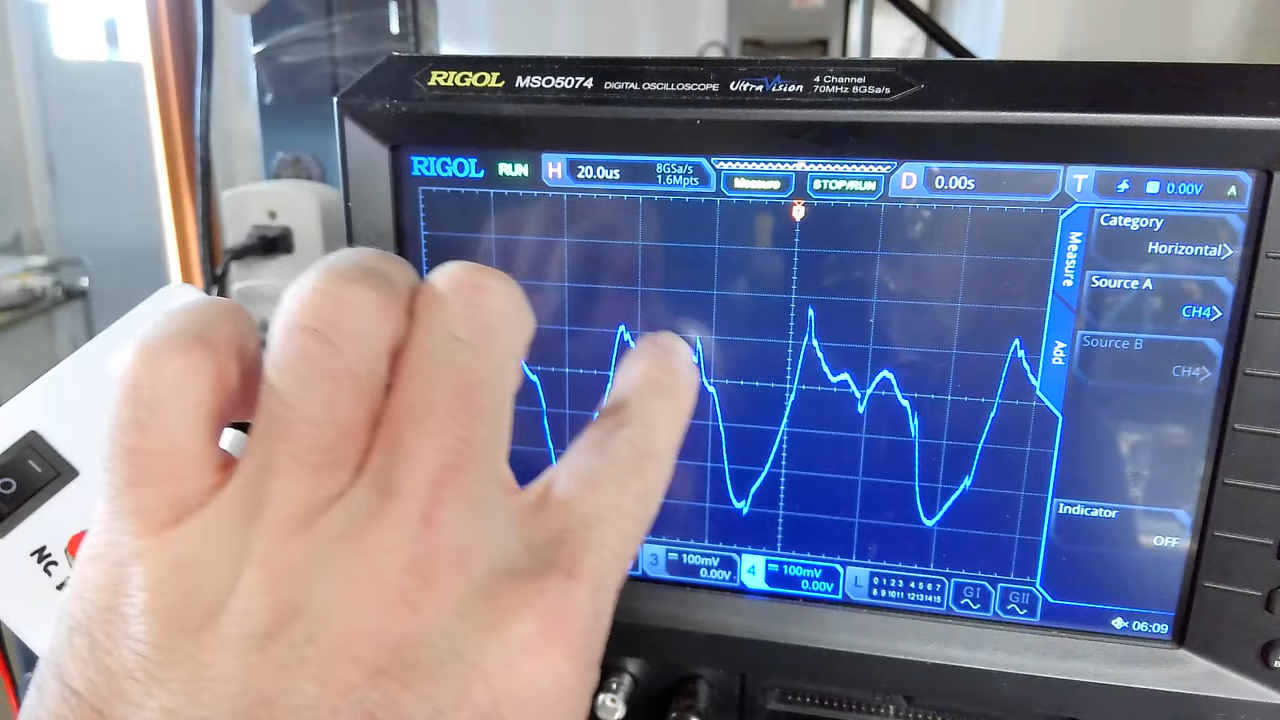 RIGOL MSO5074 DIGITAL OSCILLOSCOPE UltraVision 4 Channel
70MHz 8GSa/s
RIGOL RUN H 20.0us 8GSa/s
1.6Mpts
Measure STOP/RUN D 0.00s T 0.00V A
Category
Horizontal
Measure
Source A
CH4
Add
Source B
CH4
Indicator
OFF
3 100mV
0.00V
4 100mV
0.00V
L 0 1 2 3 4 5 6 7
8 9 10 11 12 13 14 15
GI GII
06:09
NC